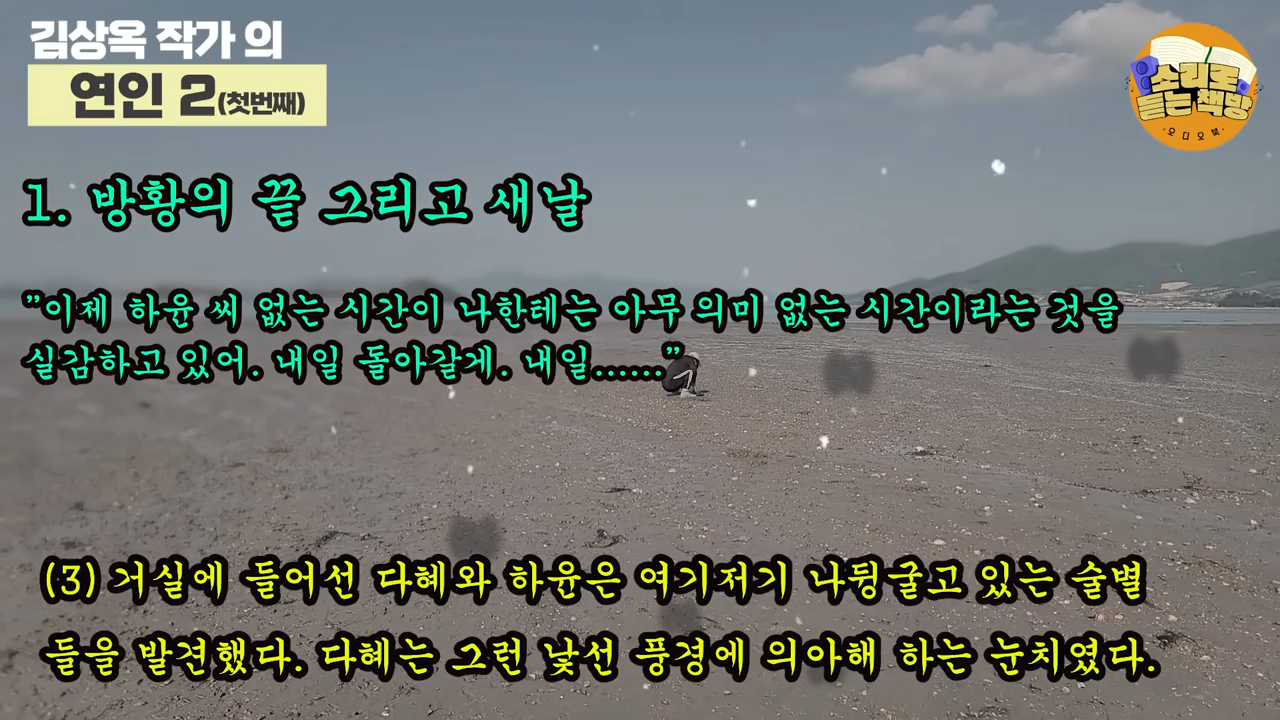 김상옥 작가 의
연인 2(첫번째)
소리로
듣는 책방
·오디오북·
1. 방황의 끝 그리고 새날
"이제 하윤 씨 없는 시간이 나한테는 아무 의미 없는 시간이라는 것을
실감하고 있어. 내일 돌아갈게. 내일......"
(3) 거실에 들어선 다혜와 하윤은 여기저기 나뒹굴고 있는 술별
들을 발견했다. 다혜는 그런 낯선 풍경에 의아해 하는 눈치였다.